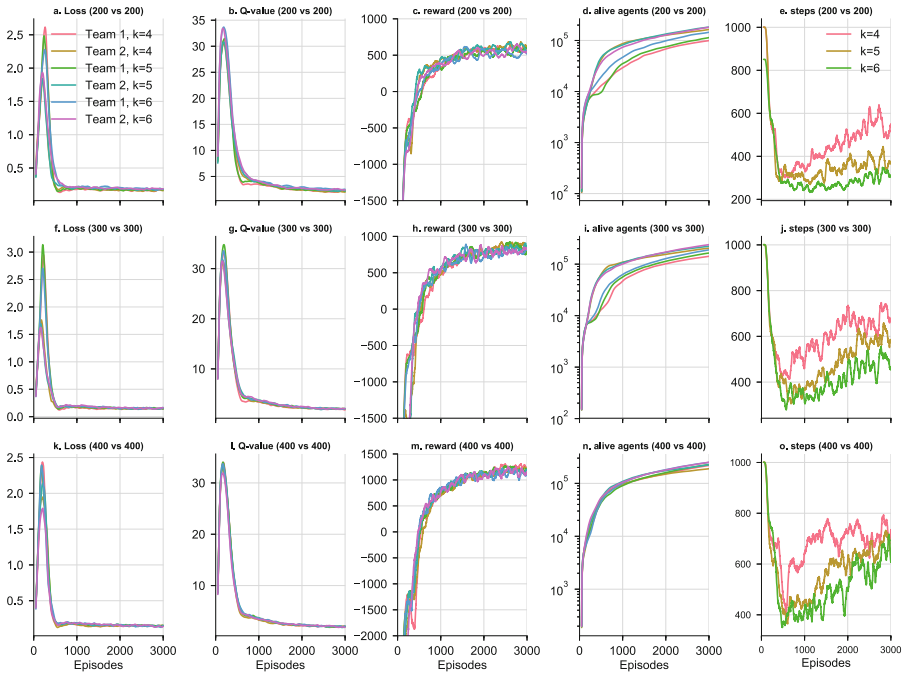 a. Loss (200 vs 200)
b. Q-value (200 vs 200)
c. reward (200 vs 200)
d. alive agents (200 vs 200)
e. steps (200 vs 200)
2.5
2.0
1.5
1.0
0.5
Team 1, k=4
Team 2, k=4
Team 1, k=5
Team 2, k=5
Team 1, k=6
Team 2, k=6
35
25
15
5
1000
500
0
−500
−1000
−1500
10^5
10^4
10^3
10^2
1000
800
600
400
200
k=4
k=5
k=6
f. Loss (300 vs 300)
g. Q-value (300 vs 300)
h. reward (300 vs 300)
i. alive agents (300 vs 300)
j. steps (300 vs 300)
3.0
2.5
2.0
1.5
1.0
0.5
0.0
30
20
10
1000
500
0
−500
−1000
−1500
10^5
10^4
10^3
10^2
1000
800
600
400
k. Loss (400 vs 400)
l. Q-value (400 vs 400)
m. reward (400 vs 400)
n. alive agents (400 vs 400)
o. steps (400 vs 400)
2.5
2.0
1.5
1.0
0.5
30
20
10
1500
1000
500
0
−500
−1000
−1500
−2000
10^5
10^4
10^3
1000
800
600
400
0 1000 2000 3000
0 1000 2000 3000
0 1000 2000 3000
0 1000 2000 3000
0 1000 2000 3000
Episodes
Episodes
Episodes
Episodes
Episodes